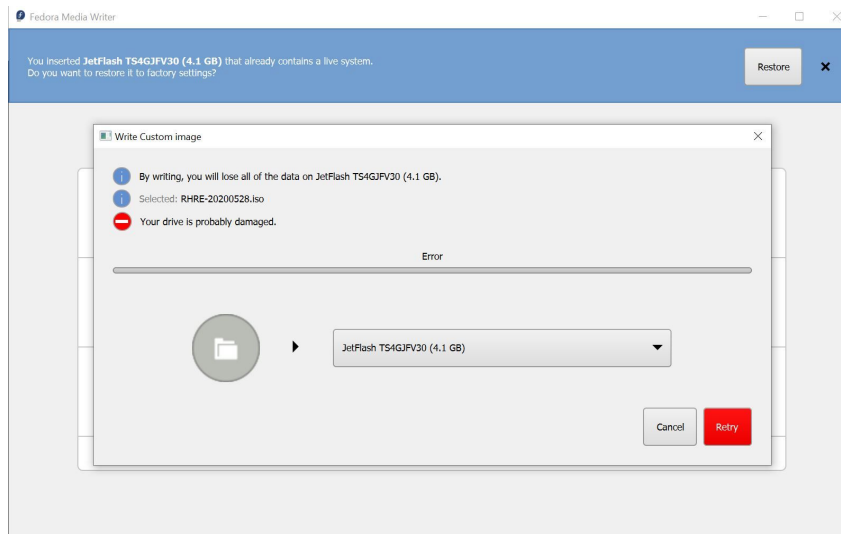 Fedora Media Writer
You inserted JetFlash TS4GJFV30 (4.1 GB) that already contains a live system.
Do you want to restore it to factory settings?
Restore
Write Custom image
By writing, you will lose all of the data on JetFlash TS4GJFV30 (4.1 GB).
Selected: RHRE-20200528.iso
Your drive is probably damaged.
Error
JetFlash TS4GJFV30 (4.1 GB)
Cancel
Retry